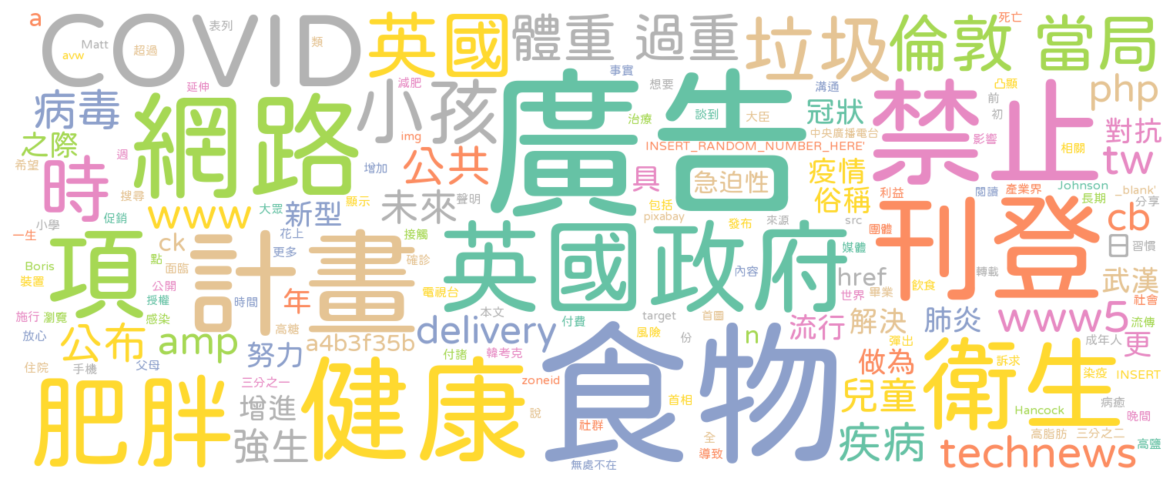 a
COVID
Matt
avw
超過
表列
類
英國
體重
過重
垃圾
倫敦
當局
死亡
延伸
減肥
事實
想要
溝通
大臣
凸顯
php
病毒
網路
小孩
廣告
治療
談到
冠狀
中央廣播電台
禁止
前
初
影響
相關
對抗
之際
希望
週
img
INSERT_RANDOM_NUMBER_HERE'
tw
時
搜尋
增加
公共
具
急迫性
疫情
俗稱
利益
閱讀
產業界
Johnson
長期
_blank'
分享
小學
促銷
www
大眾
新型
顯示
未來
聲明
包括
pixabay
發布
來源
src
團體
刊登
cb
一生
項
ck
點
花上
更多
接觸
確診
英國政府
媒體
日
習慣
Boris
裝置
面臨
計畫
電視台
內容
href
世界
畢業
轉載
飲食
武漢
社會
公關
授權
時間
年
本文
target
首圖
施行
瀏覽
感染
高糖
付費
風險
份
n
流行
解決
肺炎
www5
流傳
放心
公布
amp
努力
a4b3f35b
delivery
彈出
成年人
更
住院
手機
父母
付諸
韓考克
做為
訴求
染疫
INSERT
三分之一
zoneid
首相
兒童
衛生
肥胖
增進
健康
說
食物
Hancock
病癒
晚間
強生
社群
全
導致
疾病
高脂肪
三分之二
高鹽
無處不在
technews